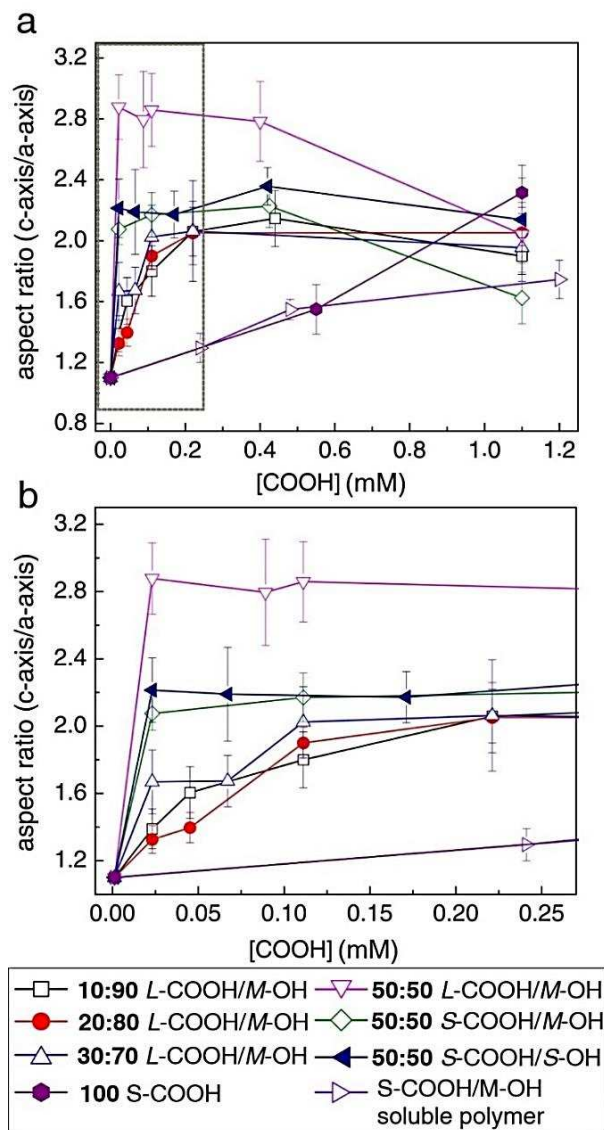 a
3.2
2.8
2.4
2.0
1.6
1.2
0.8
aspect ratio (c-axis/a-axis)
0.0 0.2 0.4 0.6 0.8 1.0 1.2
[COOH] (mM)
b
3.2
2.8
2.4
2.0
1.6
1.2
aspect ratio (c-axis/a-axis)
0.00 0.05 0.10 0.15 0.20 0.25
[COOH] (mM)
10:90 L-COOH/M-OH
20:80 L-COOH/M-OH
30:70 L-COOH/M-OH
100 S-COOH
50:50 L-COOH/M-OH
50:50 S-COOH/M-OH
50:50 S-COOH/S-OH
S-COOH/M-OH
soluble polymer